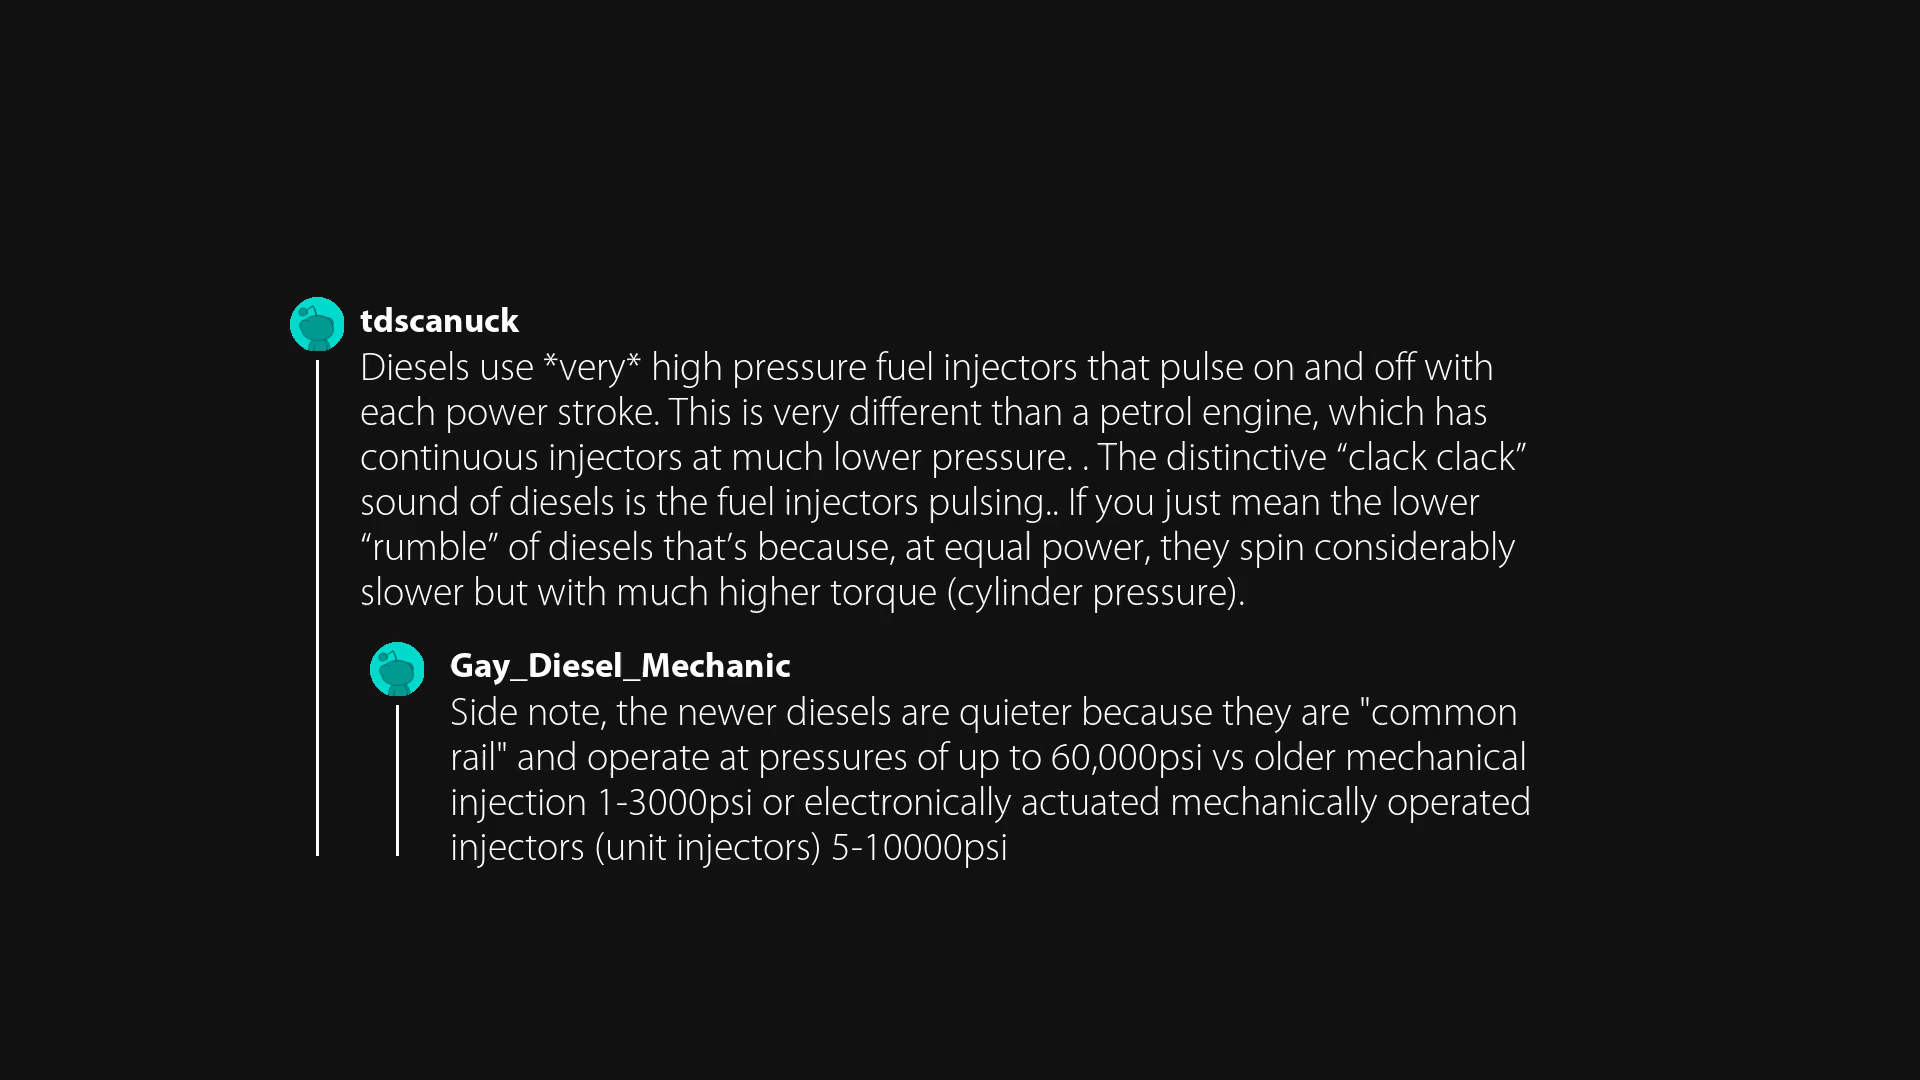 tdscanuck
Diesels use *very* high pressure fuel injectors that pulse on and off with
each power stroke. This is very different than a petrol engine, which has
continuous injectors at much lower pressure. . The distinctive “clack clack”
sound of diesels is the fuel injectors pulsing.. If you just mean the lower
“rumble” of diesels that’s because, at equal power, they spin considerably
slower but with much higher torque (cylinder pressure).
Gay_Diesel_Mechanic
Side note, the newer diesels are quieter because they are "common
rail" and operate at pressures of up to 60,000psi vs older mechanical
injection 1-3000psi or electronically actuated mechanically operated
injectors (unit injectors) 5-10000psi